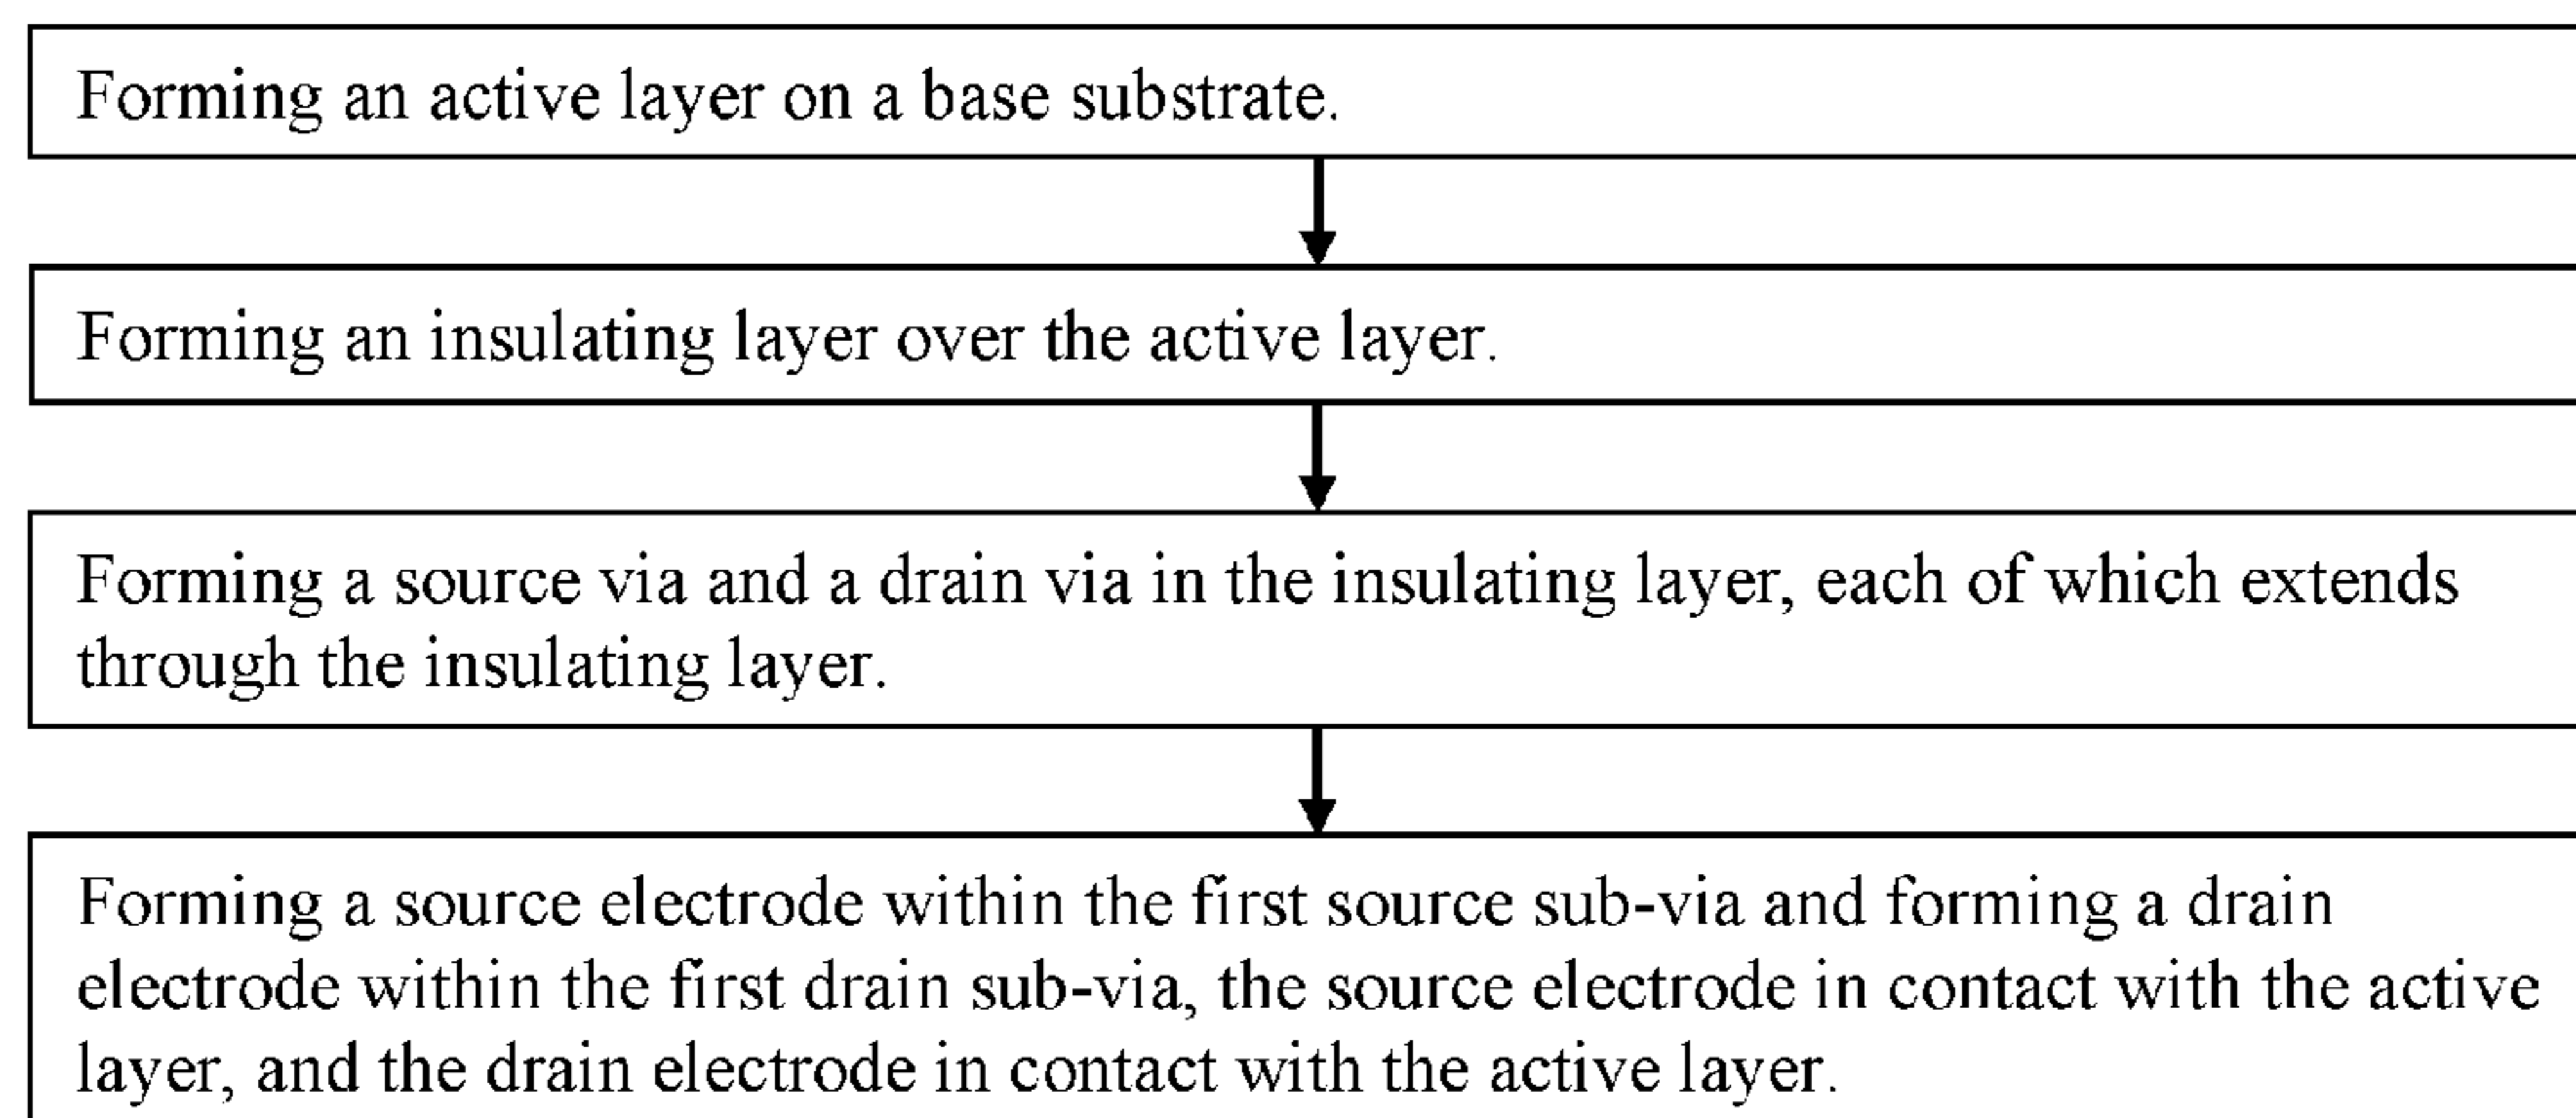 Forming an active layer on a base substrate.
Forming an insulating layer over the active layer.
Forming a source via and a drain via in the insulating layer, each of which extends
through the insulating layer.
Forming a source electrode within the first source sub-via and forming a drain
electrode within the first drain sub-via, the source electrode in contact with the active
layer, and the drain electrode in contact with the active layer.